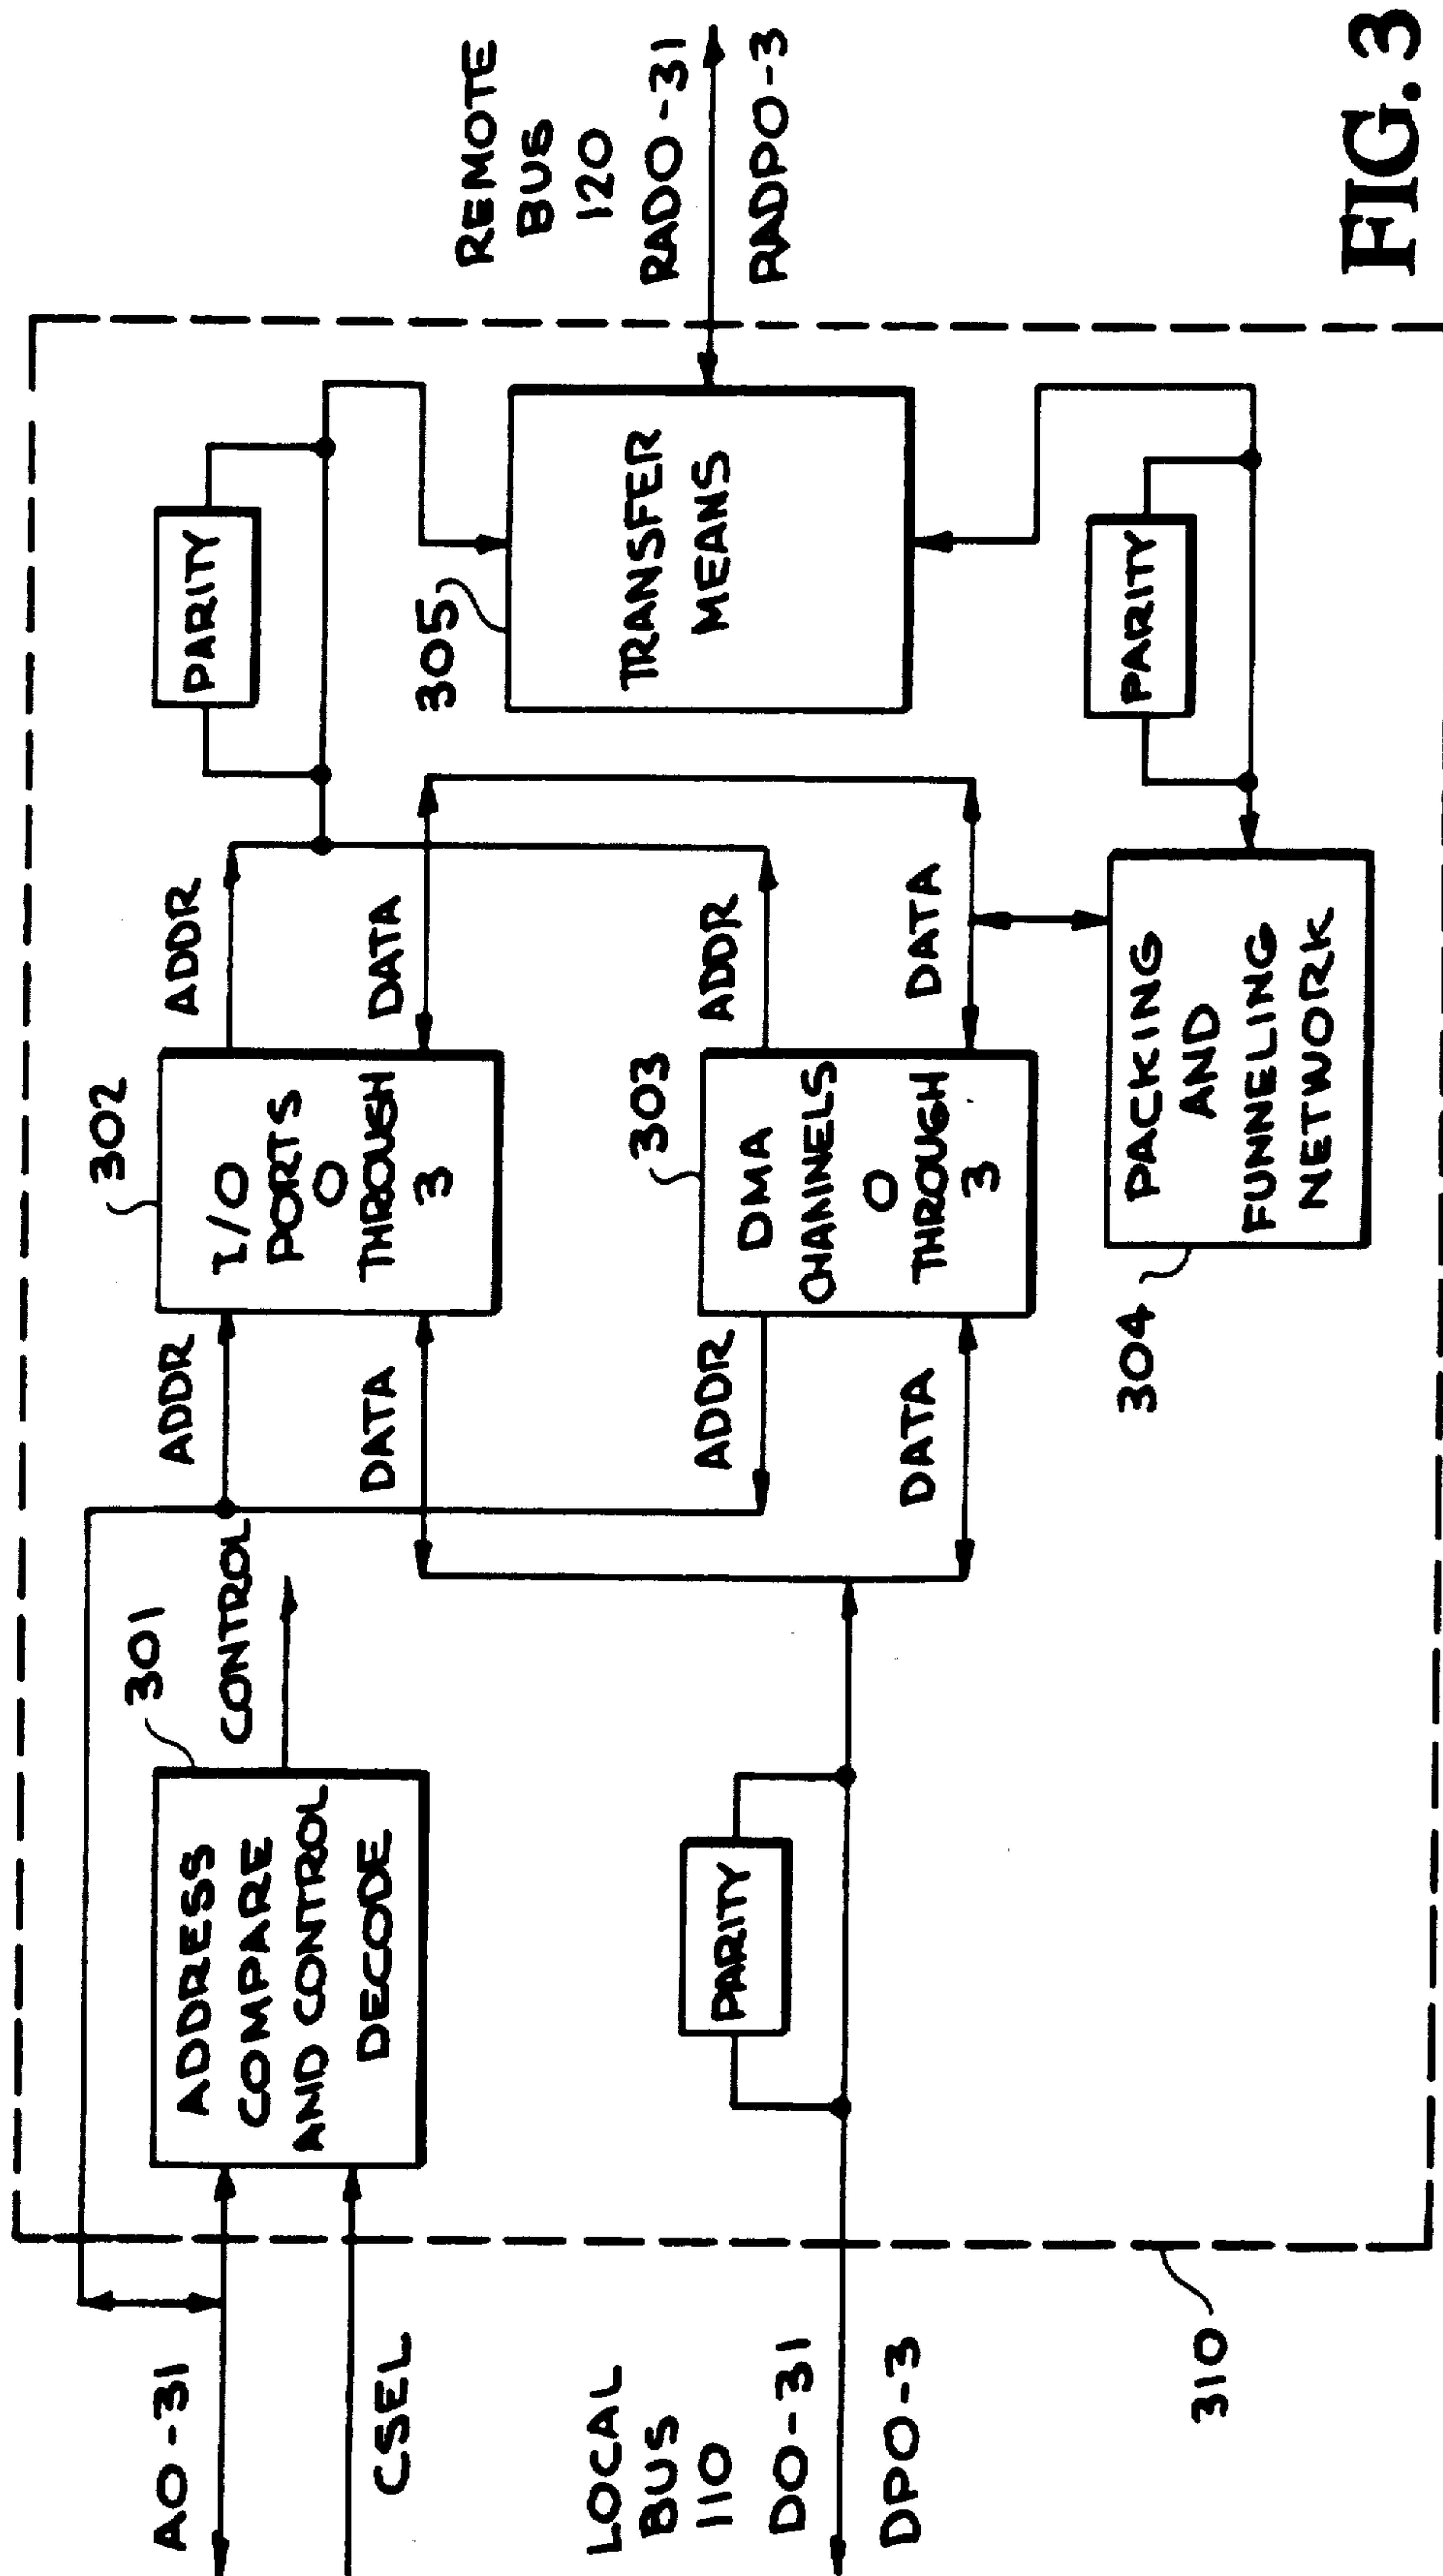 A0-31
CSEL
LOCAL
BUS
110
D0-31
DP0-3
310
ADDRESS
COMPARE
AND CONTROL
DECODE
301
CONTROL
PARITY
ADDR
DATA
ADDR
DATA
302
I/O
PORTS
0
THROUGH
3
303
DMA
CHANNELS
0
THROUGH
3
304
PACKING
AND
FUNNELING
NETWORK
ADDR
DATA
ADDR
DATA
PARITY
305
TRANSFER
MEANS
PARITY
REMOTE
BUS
120
RAD0-31
RADP0-3
FIG. 3